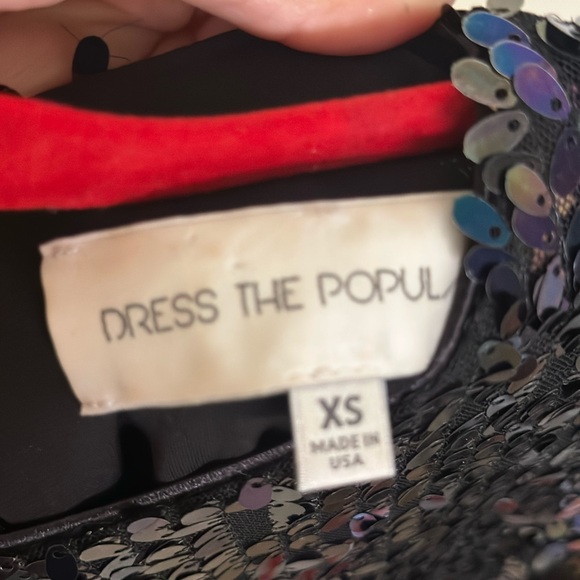 DRESS THE POPUL
XS
MADE IN
USA